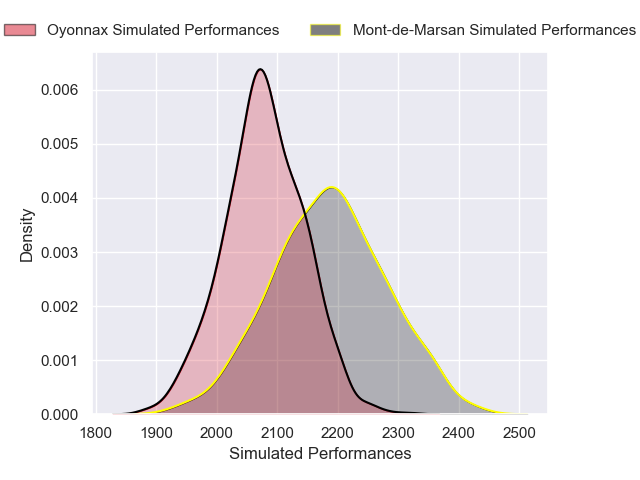 Oyonnax Simulated Performances
Mont-de-Marsan Simulated Performances
0.006
0.005
0.004
0.003
0.002
0.001
0.000
Density
1800 1900 2000 2100 2200 2300 2400 2500
Simulated Performances